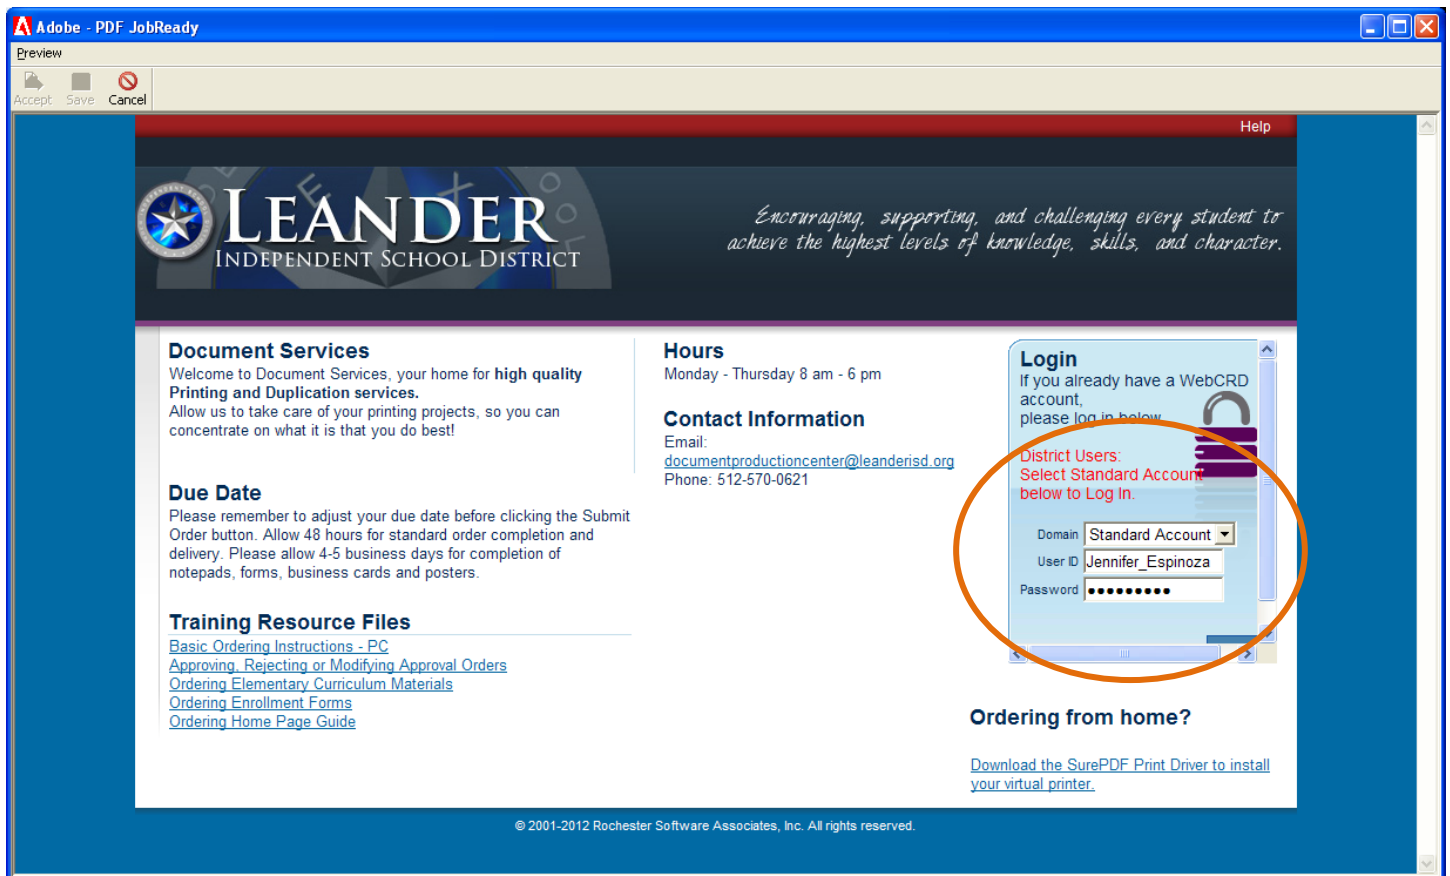 Adobe - PDF JobReady
Preview
Accept Save Cancel
Help
LEANDER
INDEPENDENT SCHOOL DISTRICT
Encouraging, supporting, and challenging every student to
achieve the highest levels of knowledge, skills, and character.
Document Services
Welcome to Document Services, your home for high quality
Printing and Duplication services.
Allow us to take care of your printing projects, so you can
concentrate on what it is that you do best!
Due Date
Please remember to adjust your due date before clicking the Submit
Order button. Allow 48 hours for standard order completion and
delivery. Please allow 4-5 business days for completion of
notepads, forms, business cards and posters.
Training Resource Files
Basic Ordering Instructions - PC
Approving, Rejecting or Modifying Approval Orders
Ordering Elementary Curriculum Materials
Ordering Enrollment Forms
Ordering Home Page Guide
Hours
Monday - Thursday 8 am - 6 pm
Contact Information
Email:
documentproductioncenter@leanderisd.org
Phone: 512-570-0621
Login
If you already have a WebCRD
account,
please log in below
District Users:
Select Standard Account
below to Log In.
Domain Standard Account
User ID Jennifer_Espinoza
Password ●●●●●●●●●
Ordering from home?
Download the SurePDF Print Driver to install
your virtual printer.
© 2001-2012 Rochester Software Associates, Inc. All rights reserved.